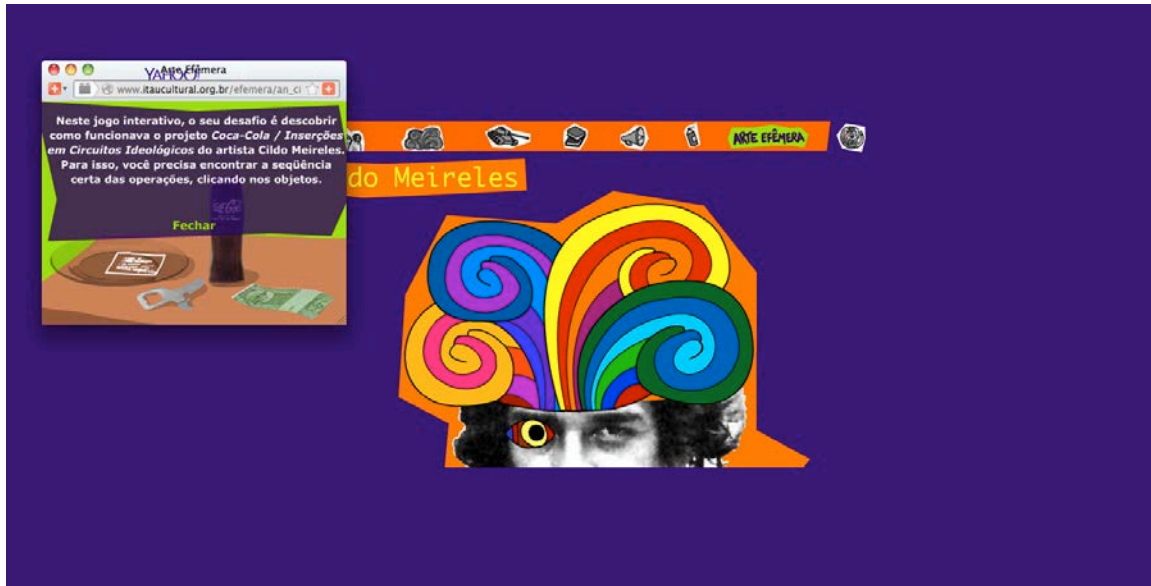 YAHOO!
Arte Efêmera
www.itaucultural.org.br/efemera/an_ci
Neste jogo interativo, o seu desafio é descobrir
como funcionava o projeto Coca-Cola / Inserções
em Circuitos Ideológicos do artista Cildo Meireles.
Para isso, você precisa encontrar a seqüência
certa das operações, clicando nos objetos.
Fechar
ARTE EFÊMERA
do Meireles